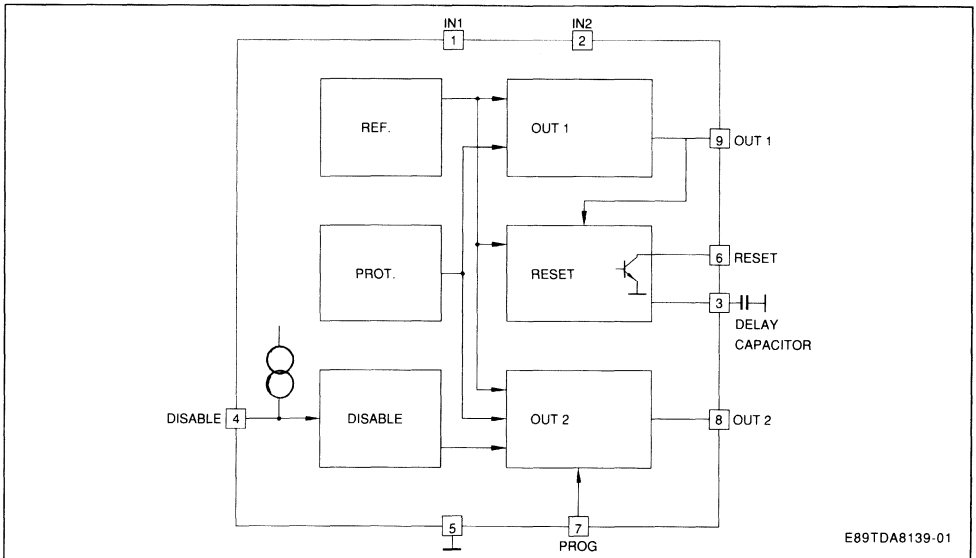 IN1
IN2
1
2
REF.
OUT 1
9 OUT 1
PROT.
RESET
6 RESET
3
DELAY
CAPACITOR
DISABLE 4
DISABLE
OUT 2
8 OUT 2
5
7
PROG
E89TDA8139-01